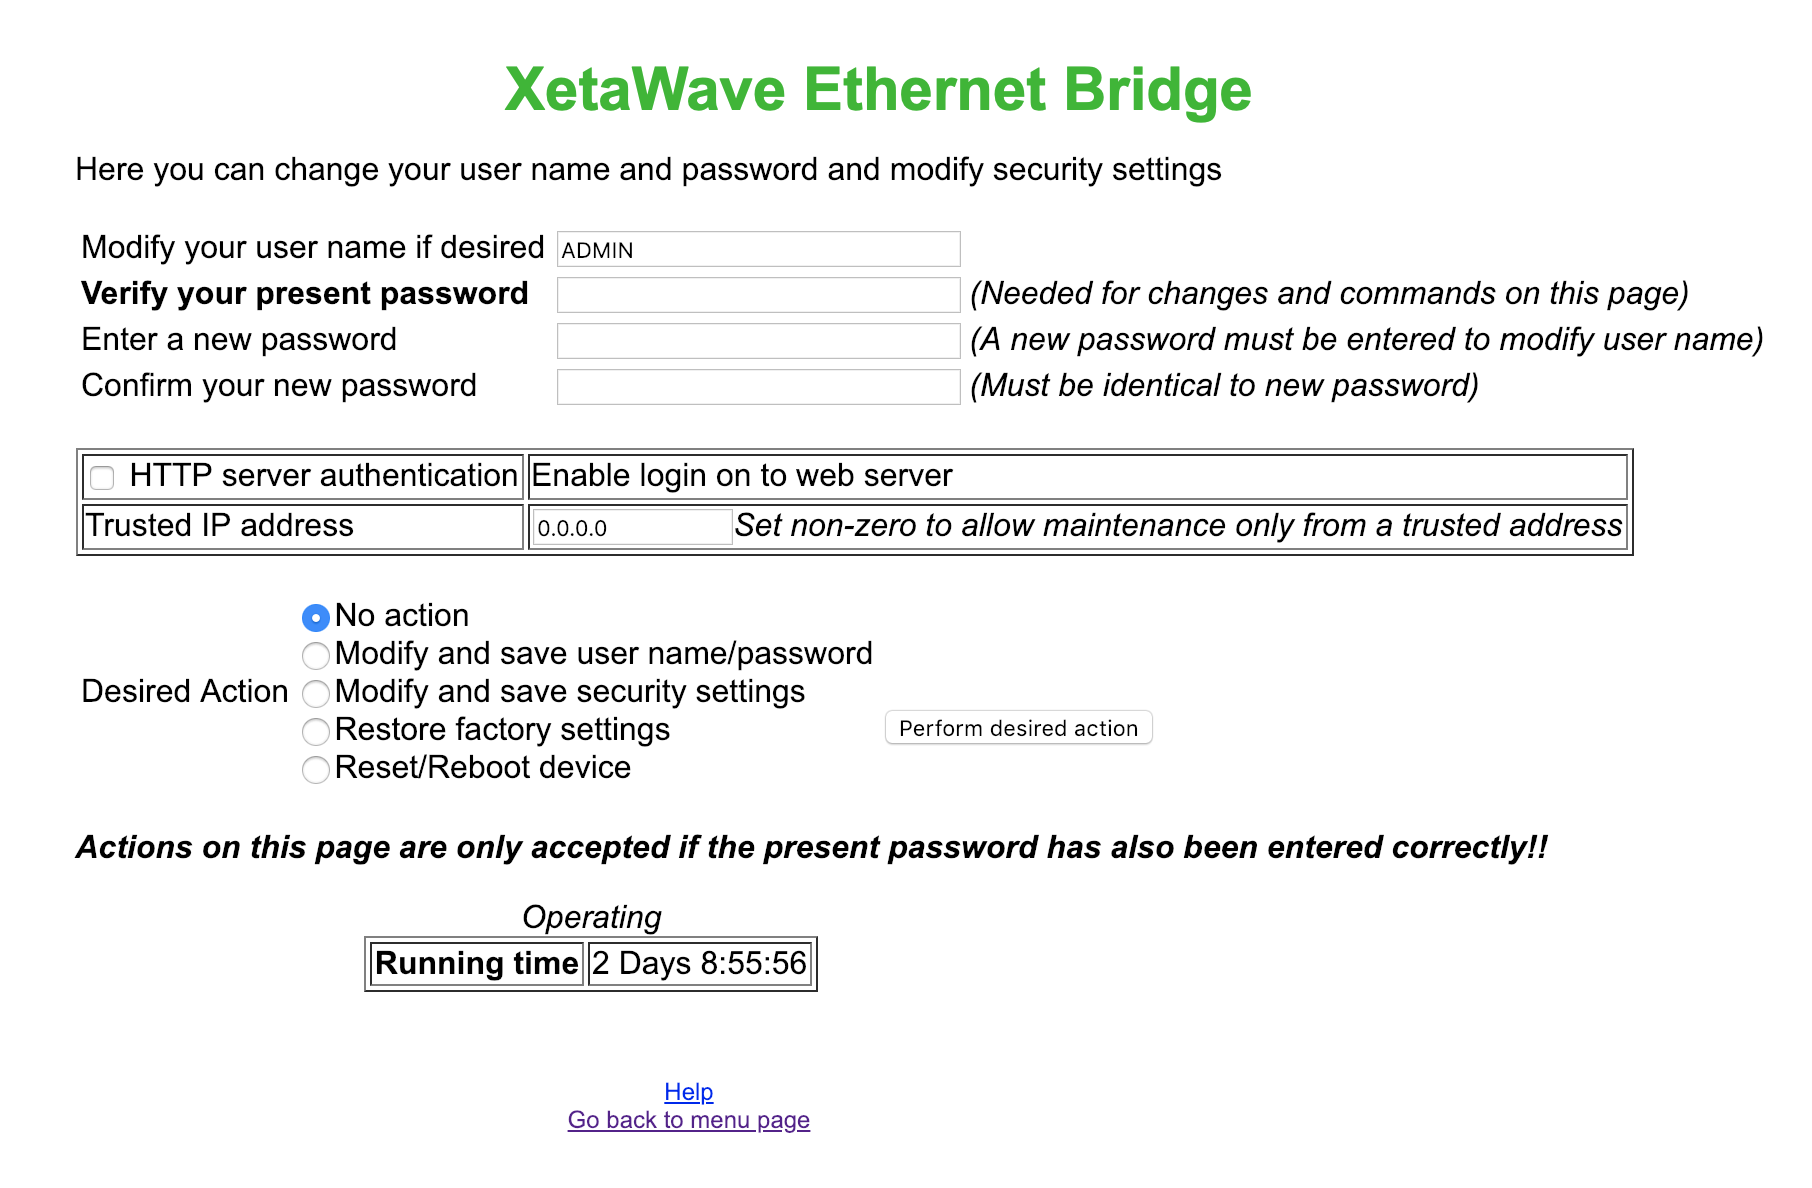 XetaWave Ethernet Bridge
Here you can change your user name and password and modify security settings
Modify your user name if desired ADMIN
Verify your present password (Needed for changes and commands on this page)
Enter a new password (A new password must be entered to modify user name)
Confirm your new password (Must be identical to new password)
HTTP server authentication Enable login on to web server
Trusted IP address 0.0.0.0 Set non-zero to allow maintenance only from a trusted address
No action
Modify and save user name/password
Desired Action Modify and save security settings
Restore factory settings Perform desired action
Reset/Reboot device
Actions on this page are only accepted if the present password has also been entered correctly!!
Operating
Running time 2 Days 8:55:56
Help
Go back to menu page